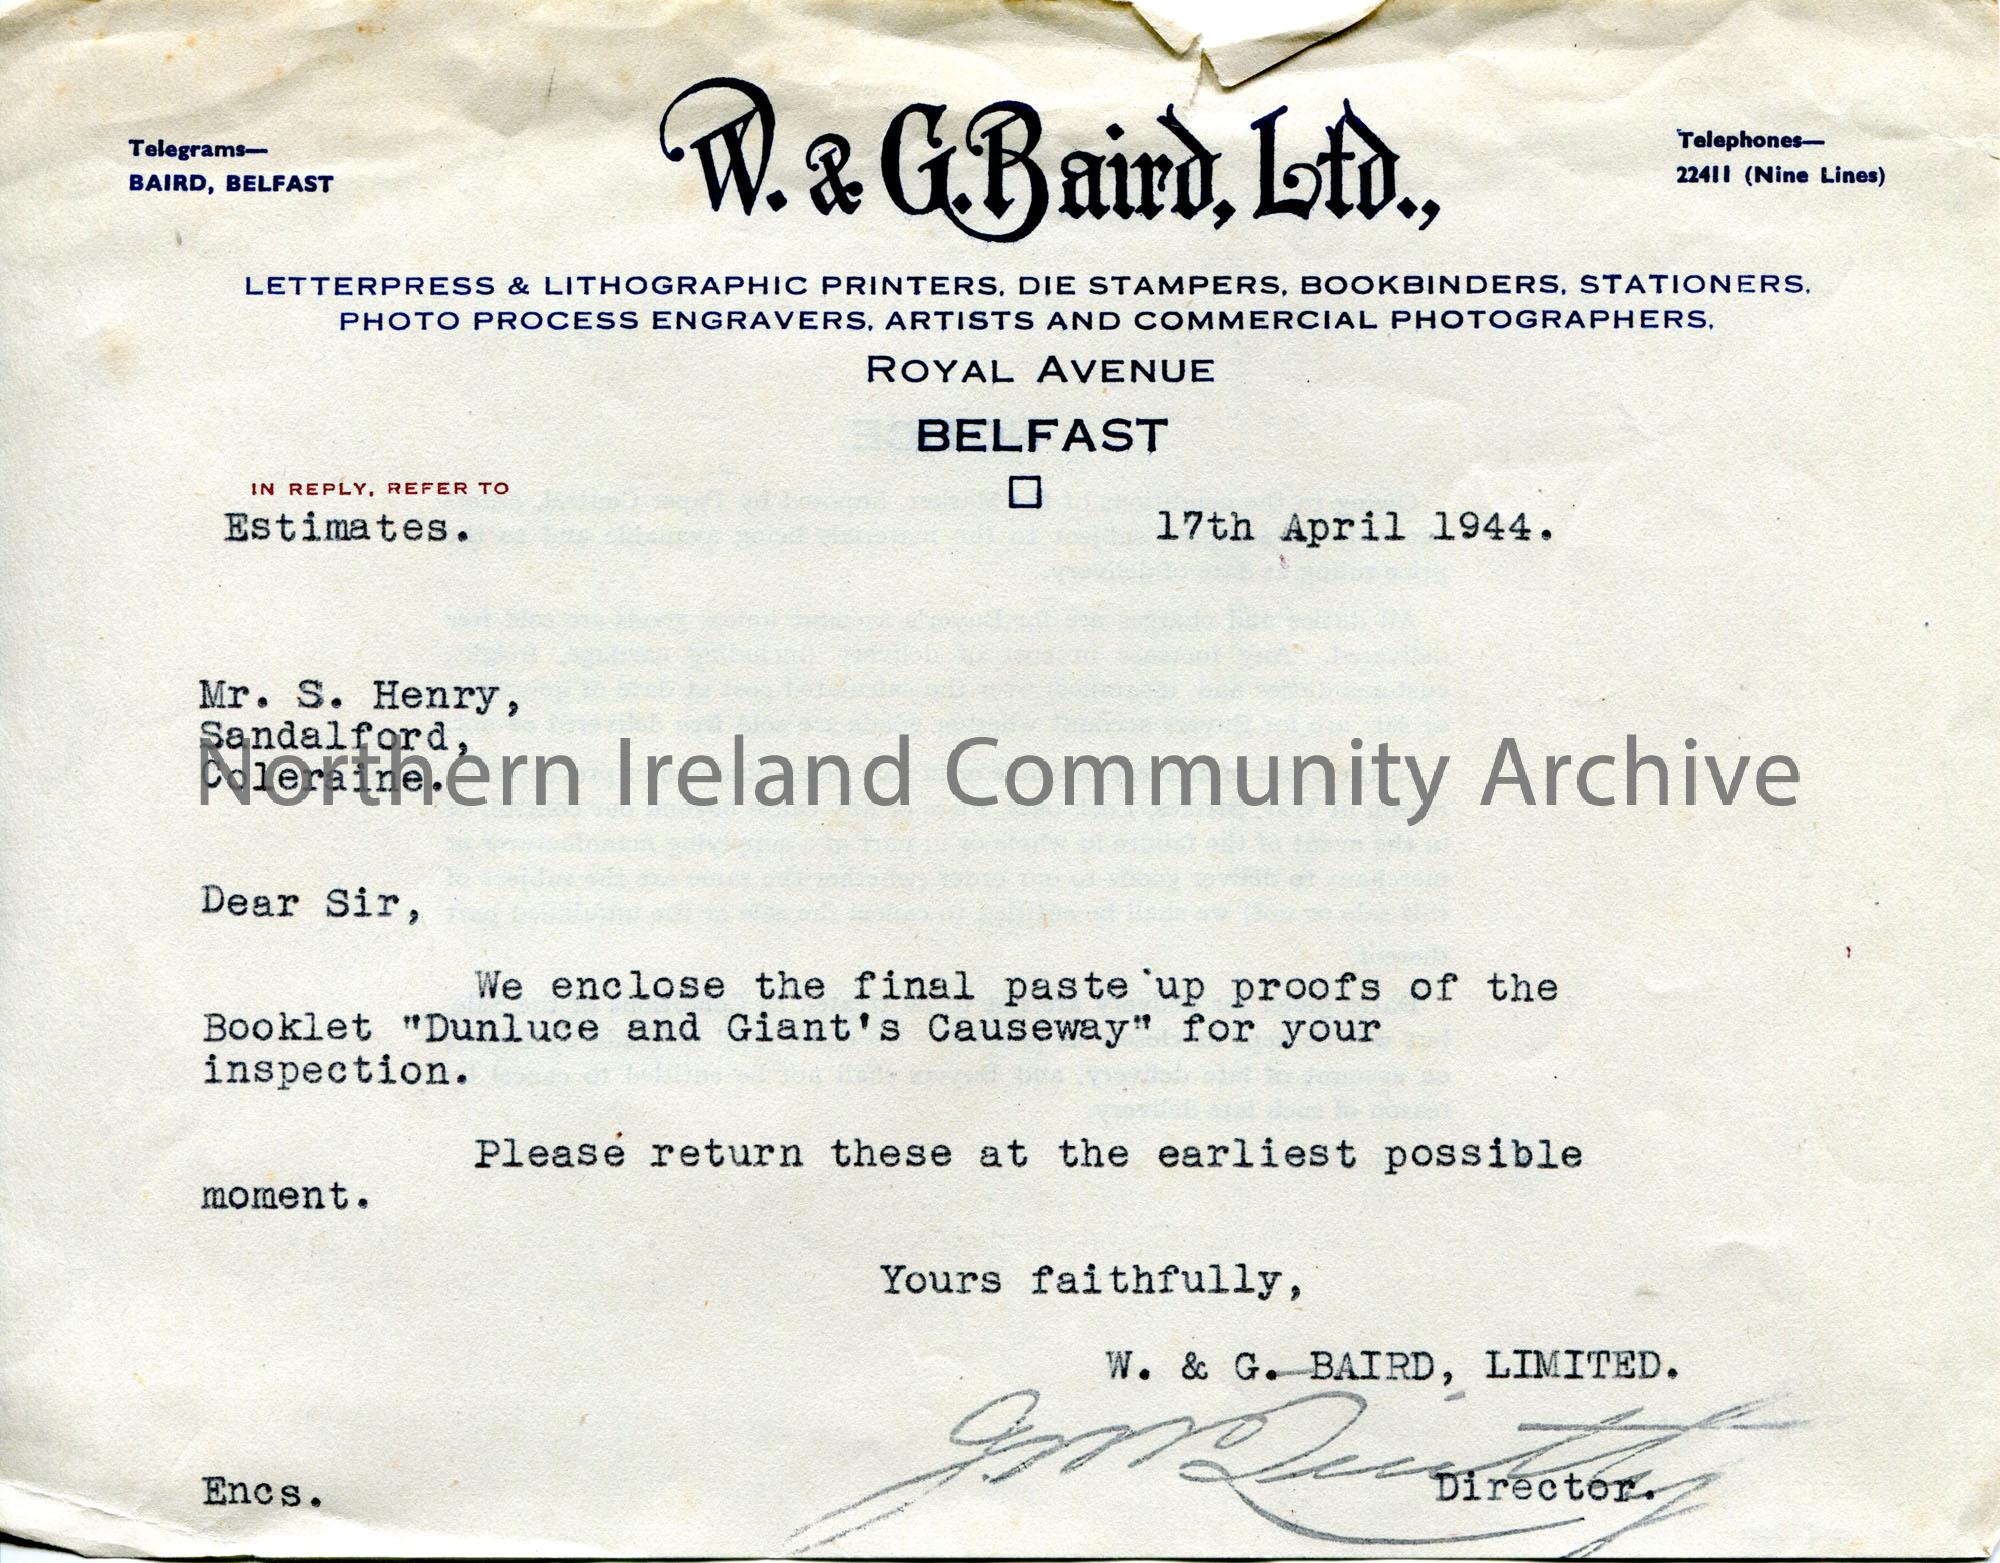 Telegrams—
BAIRD, BELFAST
W. & G. Baird, Ltd.,
Telephones—
22411 (Nine Lines)
LETTERPRESS & LITHOGRAPHIC PRINTERS, DIE STAMPERS, BOOKBINDERS, STATIONERS,
PHOTO PROCESS ENGRAVERS, ARTISTS AND COMMERCIAL PHOTOGRAPHERS,
ROYAL AVENUE
BELFAST
IN REPLY, REFER TO
Estimates.
17th April 1944.
Mr. S. Henry,
Sandalford,
Coleraine.
Northern Ireland Community Archive
Dear Sir,
We enclose the final paste up proofs of the
Booklet "Dunluce and Giant's Causeway" for your
inspection.
Please return these at the earliest possible
moment.
Yours faithfully,
W. & G. BAIRD, LIMITED.
Director.
Encs.